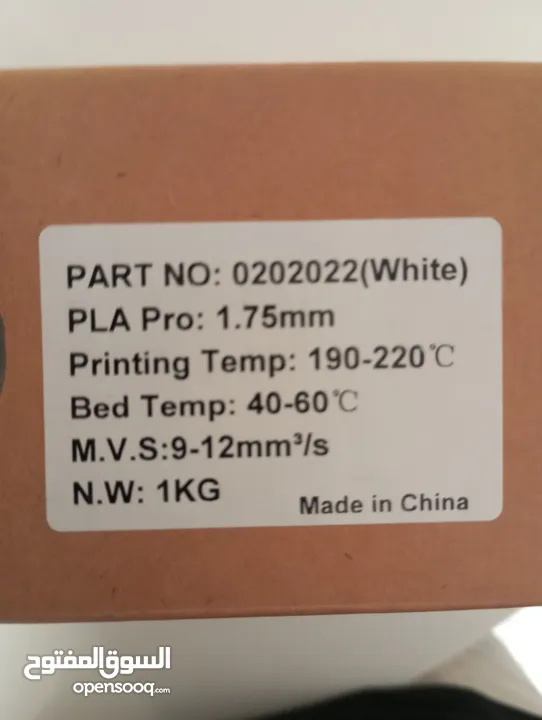 PART NO: 0202022(White)
PLA Pro: 1.75mm
Printing Temp: 190-220℃
Bed Temp: 40-60℃
M.V.S:9-12mm³/s
N.W: 1KG
Made in China
السوق المفتوح
opensooq.com